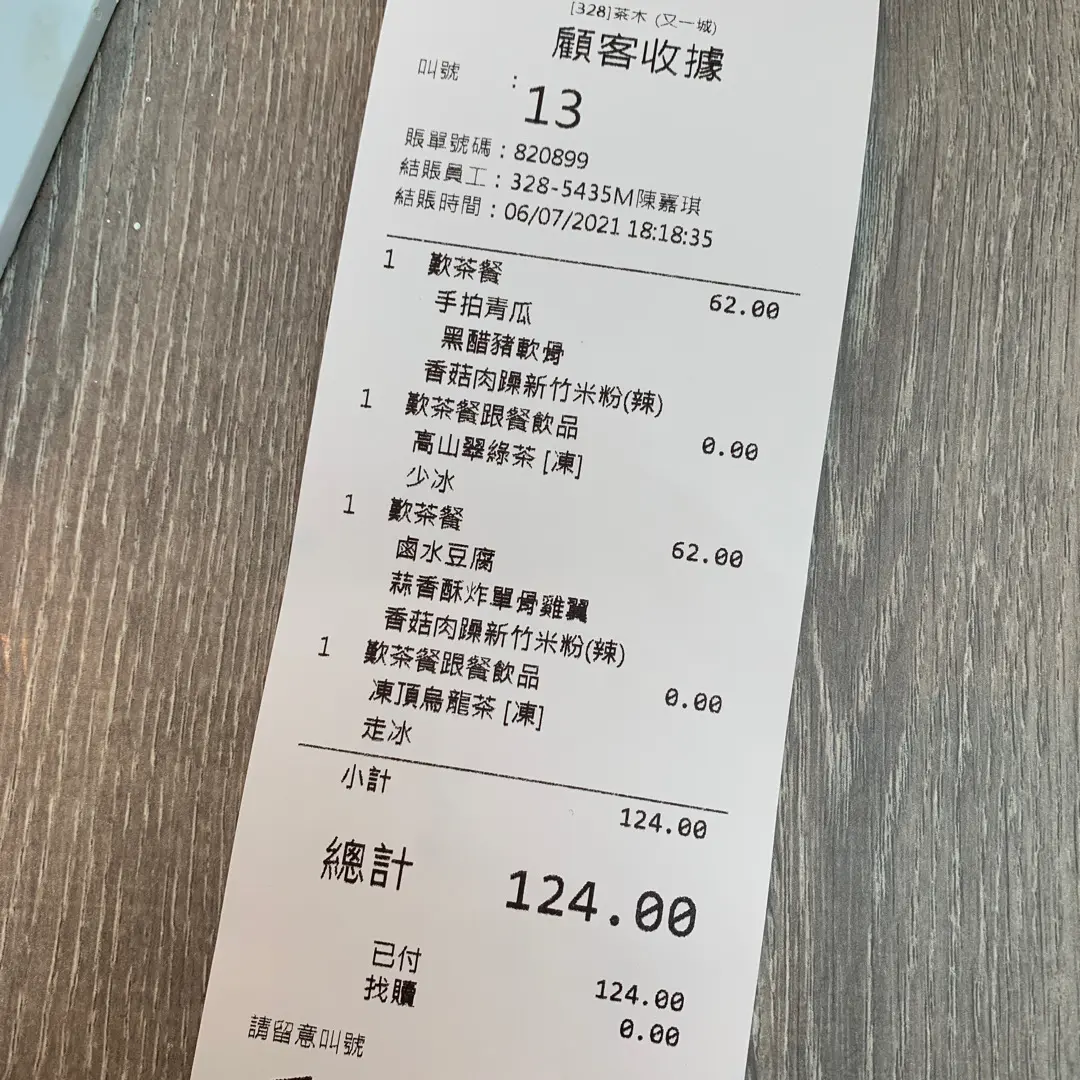 [328]茶木 (又一城)
顧客收據
叫號 : 13
賬單號碼：820899
結賬員工：328-5435M陳嘉琪
結賬時間：06/07/2021 18:18:35
1 歎茶餐 62.00
手拍青瓜
黑醋豬軟骨
香菇肉躁新竹米粉(辣)
1 歎茶餐跟餐飲品 0.00
高山翠綠茶 [凍]
少冰
1 歎茶餐 62.00
鹵水豆腐
蒜香酥炸單骨雞翼
香菇肉躁新竹米粉(辣)
1 歎茶餐跟餐飲品 0.00
凍頂烏龍茶 [凍]
走冰
小計 124.00
總計 124.00
已付 124.00
找贖 0.00
請留意叫號